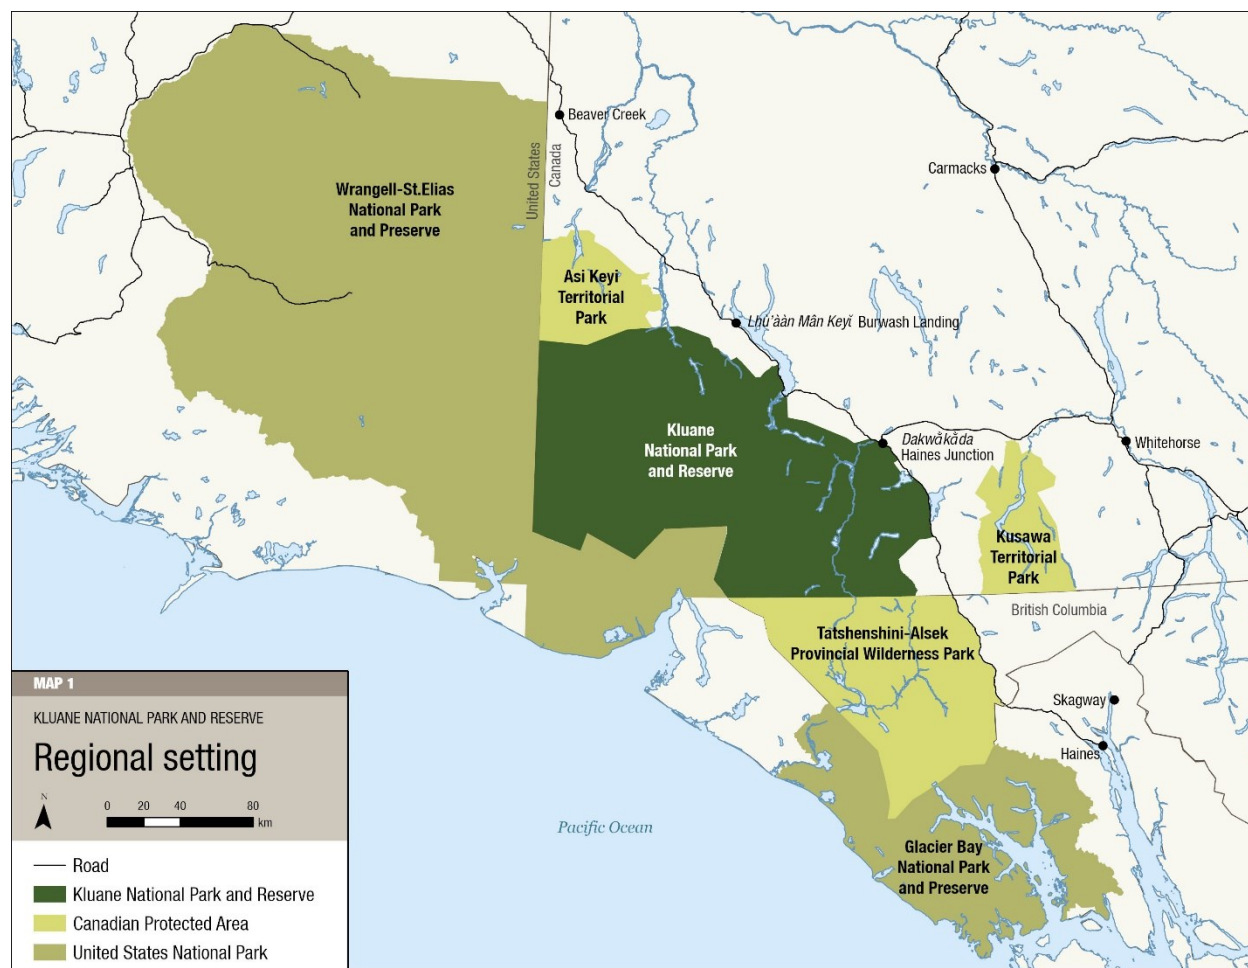 Beaver Creek
United States
Canada
Carmacks
Wrangell-St.Elias
National Park
and Preserve
Asi Keyi
Territorial
Park
Lhù’ààn Mân Keyǐ Burwash Landing
Kluane
National Park
and Reserve
Dakwǎkǎda
Haines Junction
Whitehorse
Kusawa
Territorial
Park
British Columbia
Tatshenshini-Alsek
Provincial Wilderness Park
Skagway
Haines
Pacific Ocean
Glacier Bay
National Park
and Preserve
MAP 1
KLUANE NATIONAL PARK AND RESERVE
Regional setting
N
0 20 40 80
km
Road
Kluane National Park and Reserve
Canadian Protected Area
United States National Park